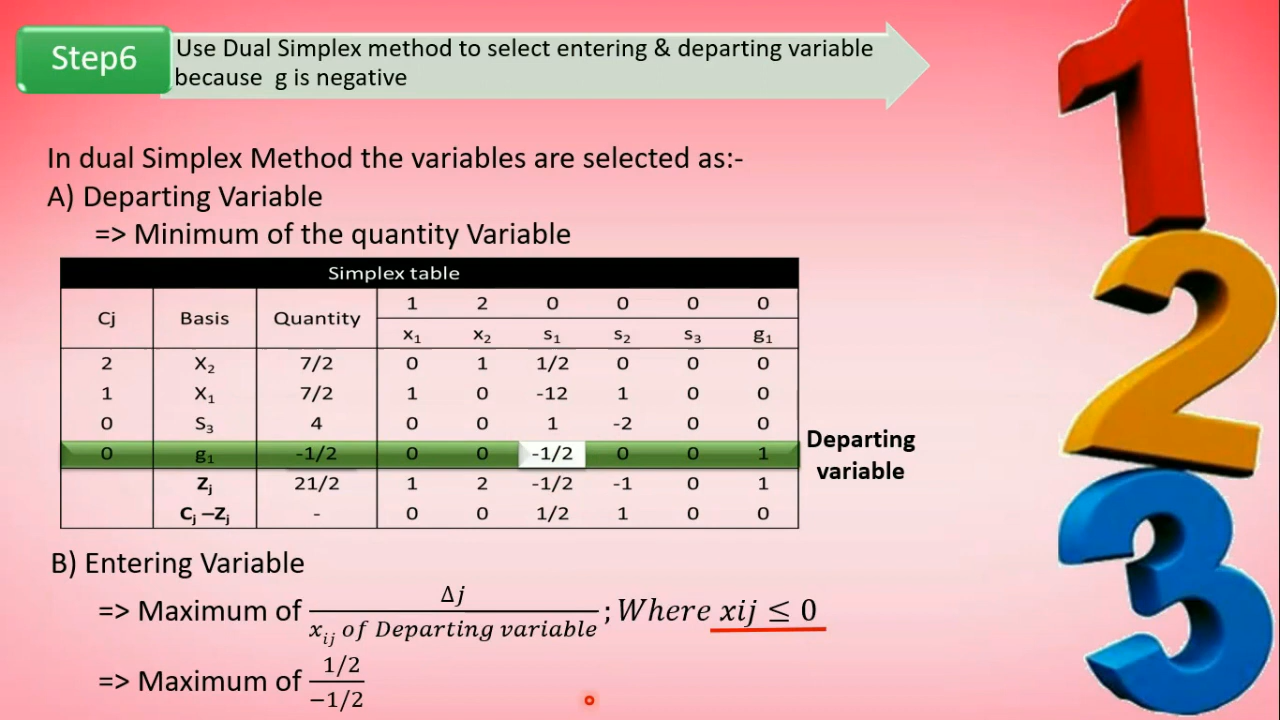 Step6
Use Dual Simplex method to select entering & departing variable
because g is negative
In dual Simplex Method the variables are selected as:-
A) Departing Variable
=> Minimum of the quantity Variable
Simplex table
Cj Basis Quantity 1 2 0 0 0 0
x₁ x₂ s₁ s₂ s₃ g₁
2 X₂ 7/2 0 1 1/2 0 0 0
1 X₁ 7/2 1 0 -12 1 0 0
0 S₃ 4 0 0 1 -2 0 0
0 g₁ -1/2 0 0 -1/2 0 0 1
Zⱼ 21/2 1 2 -1/2 -1 0 1
Cⱼ –Zⱼ - 0 0 1/2 1 0 0
Departing
variable
B) Entering Variable
=> Maximum of Δj / xᵢⱼ of Departing variable ; Where xij ≤ 0
=> Maximum of 1/2 / −1/2
1
2
3